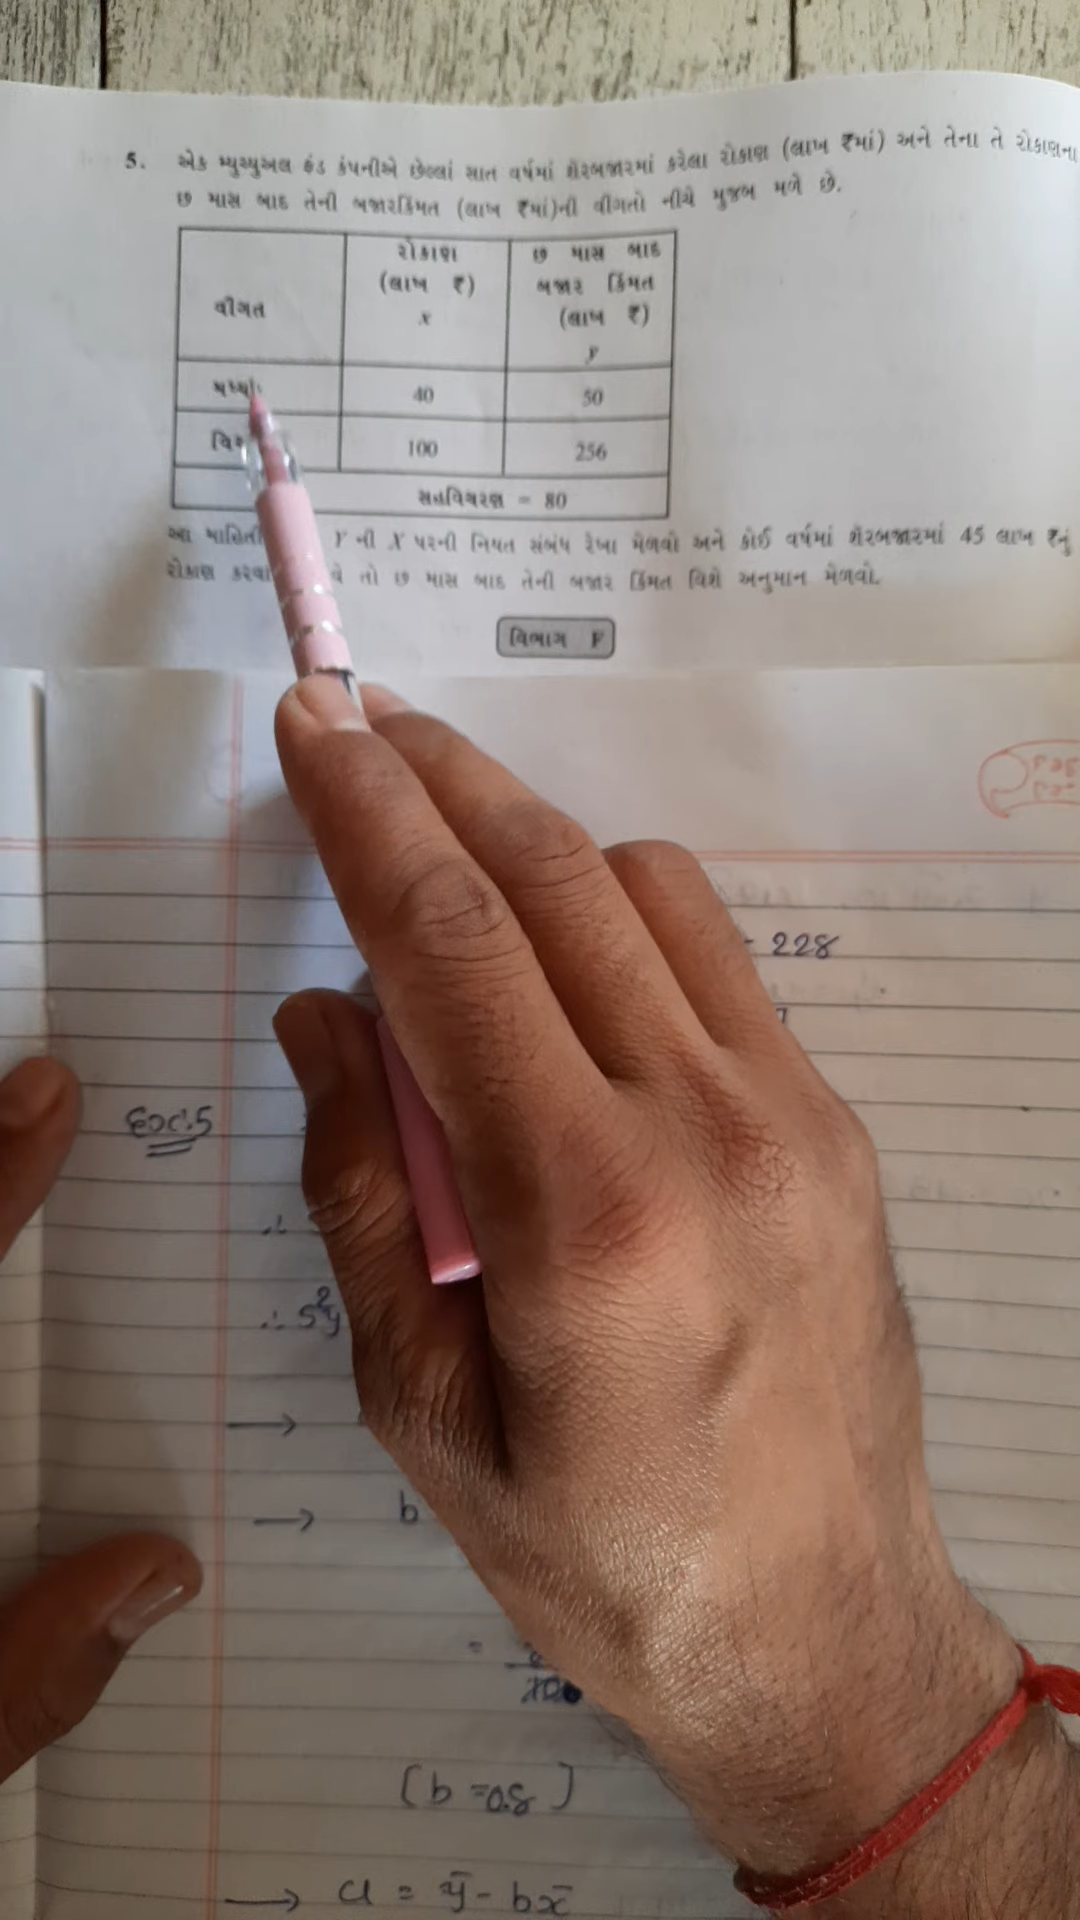 5. એક મ્યુચ્યુઅલ ફંડ કંપનીએ છેલ્લાં સાત વર્ષમાં શૅરબજારમાં કરેલા રોકાણ (લાખ ₹માં) અને તેના તે રોકાણના
છ માસ બાદ તેની બજારકિંમત (લાખ ₹માં)ની વીગતો નીચે મુજબ મળે છે.
વીગત
રોકાણ
(લાખ ₹)
x
છ માસ બાદ
બજાર કિંમત
(લાખ ₹)
y
40 50
100 256
સહવિચરણ = 80
આ માહિતી Y ની X પરની નિયત સંબંધ રેખા મેળવો અને કોઈ વર્ષમાં શૅરબજારમાં 45 લાખ ₹નું
રોકાણ તો છ માસ બાદ તેની બજાર કિંમત વિશે અનુમાન મેળવો.
વિભાગ F
228
∴
∴ S²y
→
→ b
=
[b = 0.8]
→ a = ȳ - bx̄